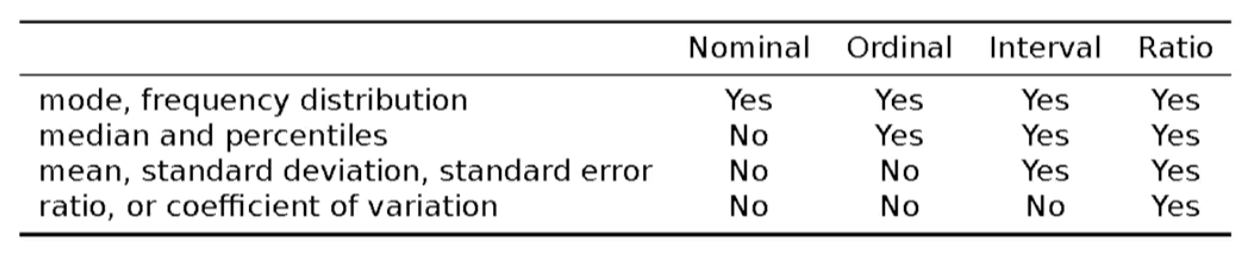 Nominal Ordinal Interval Ratio
mode, frequency distribution Yes Yes Yes Yes
median and percentiles No Yes Yes Yes
mean, standard deviation, standard error No No Yes Yes
ratio, or coefficient of variation No No No Yes